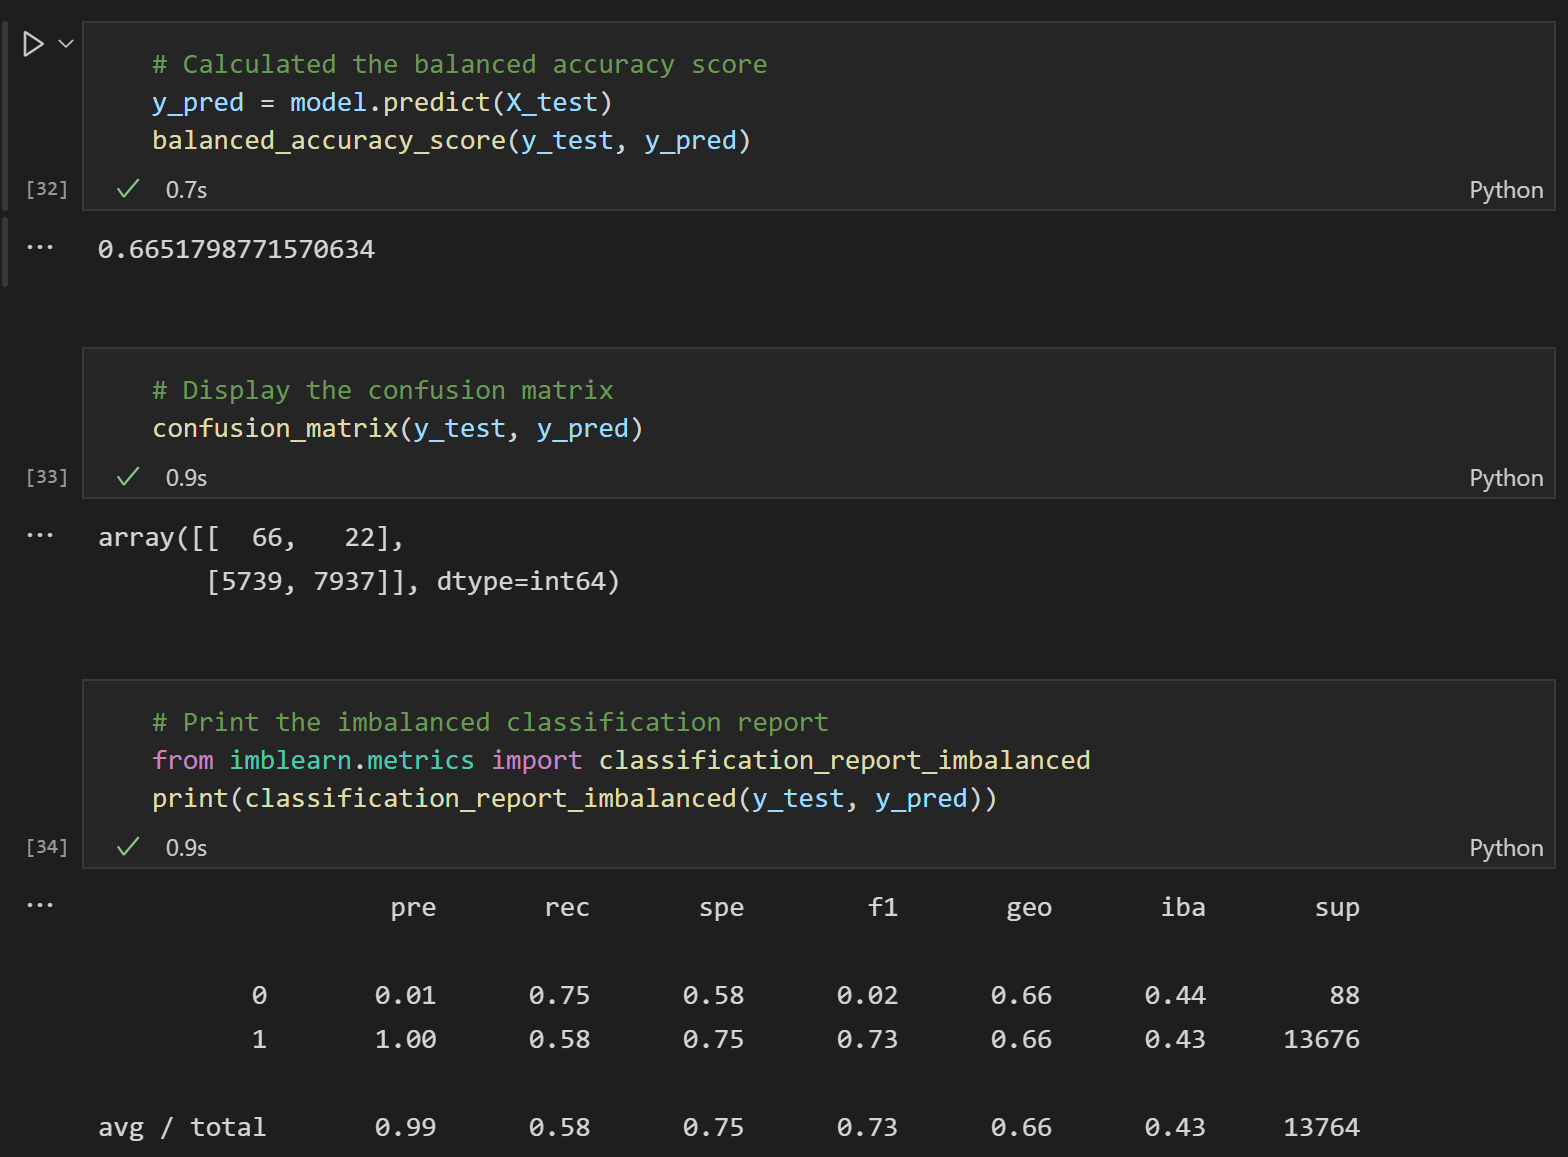 # Calculated the balanced accuracy score
y_pred = model.predict(X_test)
balanced_accuracy_score(y_test, y_pred)
[32] 0.7s Python
... 0.6651798771570634
# Display the confusion matrix
confusion_matrix(y_test, y_pred)
[33] 0.9s Python
... array([[  66,   22],
       [5739, 7937]], dtype=int64)
# Print the imbalanced classification report
from imblearn.metrics import classification_report_imbalanced
print(classification_report_imbalanced(y_test, y_pred))
[34] 0.9s Python
... pre rec spe f1 geo iba sup
0 0.01 0.75 0.58 0.02 0.66 0.44 88
1 1.00 0.58 0.75 0.73 0.66 0.43 13676
avg / total 0.99 0.58 0.75 0.73 0.66 0.43 13764